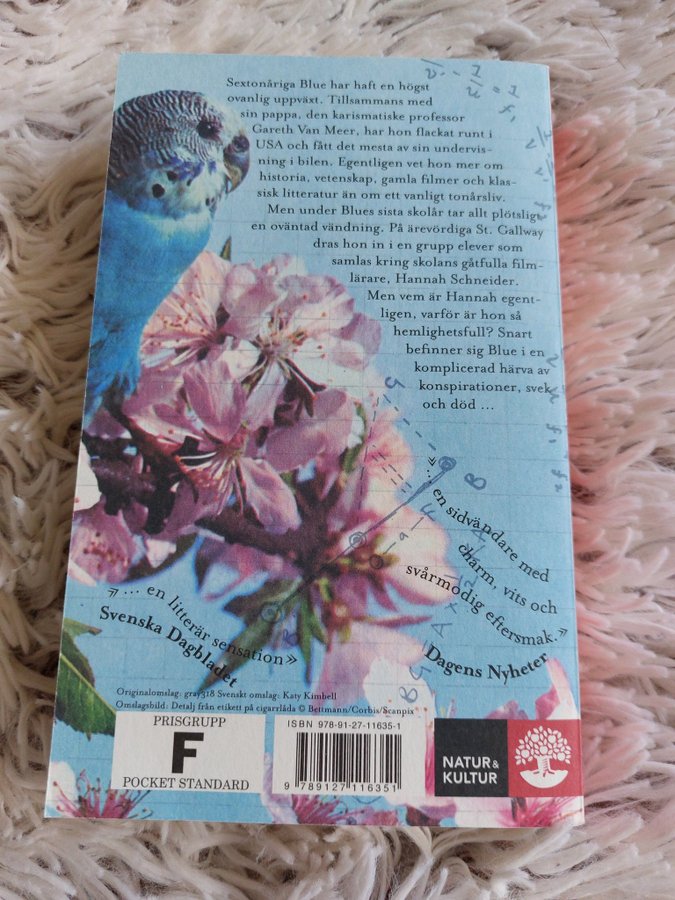 Sextonåriga Blue har haft en högst
ovanlig uppväxt. Tillsammans med
sin pappa, den karismatiske professor
Gareth Van Meer, har hon flackat runt i
USA och fått det mesta av sin undervis-
ning i bilen. Egentligen vet hon mer om
historia, vetenskap, gamla filmer och klas-
sisk litteratur än om ett vanligt tonårsliv.
Men under Blues sista skolår tar allt plötsligt
en oväntad vändning. På ärevördiga St. Gallway
dras hon in i en grupp elever som
samlas kring skolans gåtfulla film-
lärare, Hannah Schneider.
Men vem är Hannah egent-
ligen, varför är hon så
hemlighetsfull? Snart
befinner sig Blue i en
komplicerad härva av
konspirationer, svek
och död ...
»... en sidvändare med
charm, vits och
svårmodig eftersmak.»
Dagens Nyheter
»... en litterär sensation»
Svenska Dagbladet
Originalomslag: gray318 Svenskt omslag: Katy Kimbell
Omslagsbild: Detalj från etikett på cigarrlåda © Bettmann/Corbis/Scanpix
PRISGRUPP
F
POCKET STANDARD
ISBN 978-91-27-11635-1
9 789127 116351
NATUR &
KULTUR